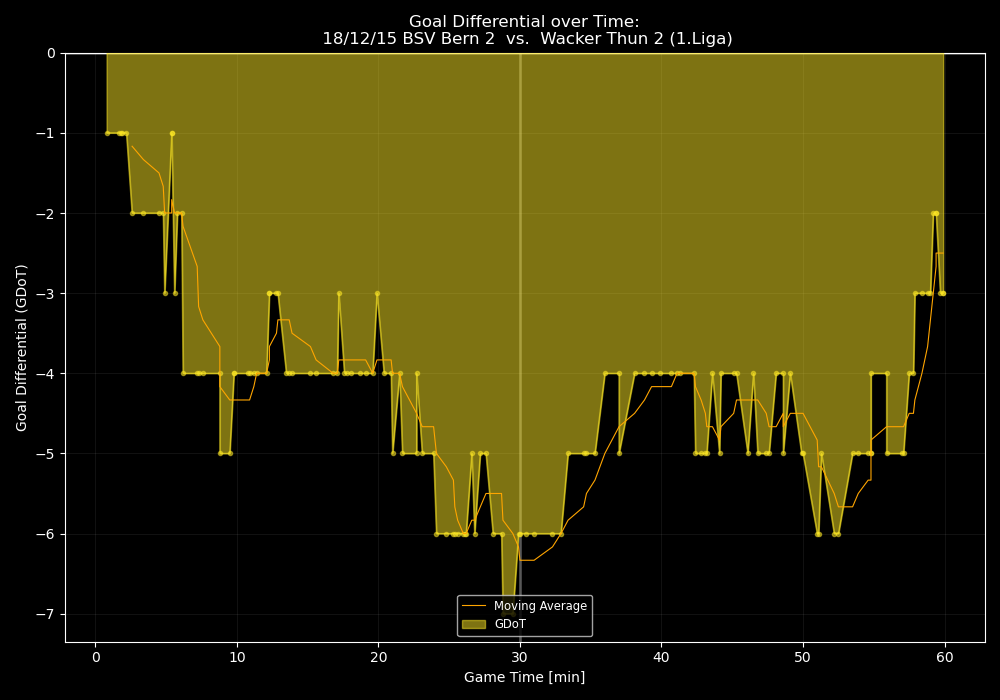 Goal Differential over Time:
18/12/15 BSV Bern 2  vs.  Wacker Thun 2 (1.Liga)
Goal Differential (GDoT)
0
−1
−2
−3
−4
−5
−6
−7
Moving Average
GDoT
0 10 20 30 40 50 60
Game Time [min]